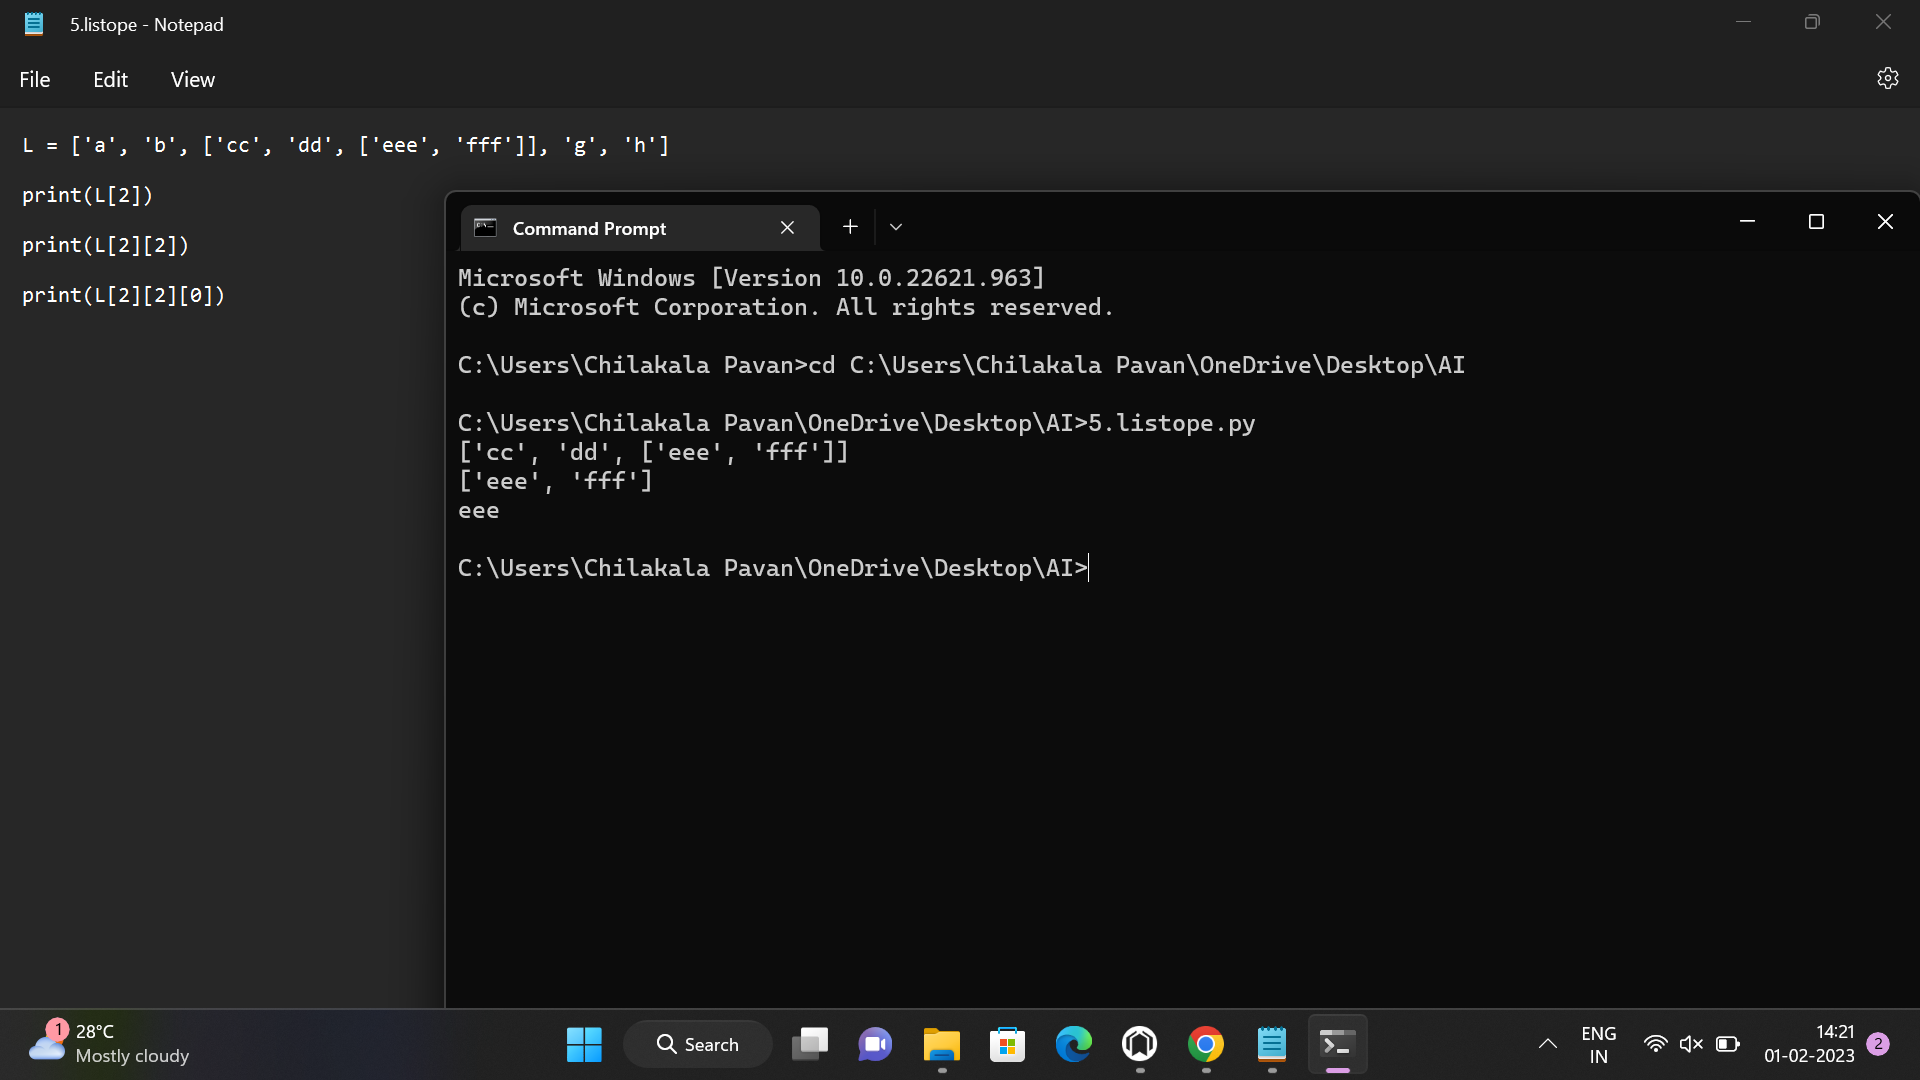 5.listope - Notepad
File Edit View
L = ['a', 'b', ['cc', 'dd', ['eee', 'fff']], 'g', 'h']
print(L[2])
print(L[2][2])
print(L[2][2][0])
Command Prompt
Microsoft Windows [Version 10.0.22621.963]
(c) Microsoft Corporation. All rights reserved.
C:\Users\Chilakala Pavan>cd C:\Users\Chilakala Pavan\OneDrive\Desktop\AI
C:\Users\Chilakala Pavan\OneDrive\Desktop\AI>5.listope.py
['cc', 'dd', ['eee', 'fff']]
['eee', 'fff']
eee
C:\Users\Chilakala Pavan\OneDrive\Desktop\AI>
1
28°C
Mostly cloudy
Search
ENG
IN
14:21
01-02-2023
2